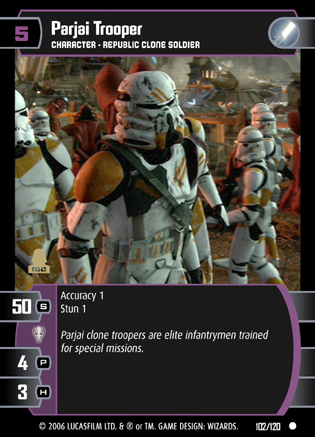 5
Parjai Trooper
CHARACTER • REPUBLIC CLONE SOLDIER
50 S
Accuracy 1
Stun 1
Parjai clone troopers are elite infantrymen trained
for special missions.
4 P
3 H
© 2006 LUCASFILM LTD. & ® or TM. GAME DESIGN: WIZARDS. 102/120